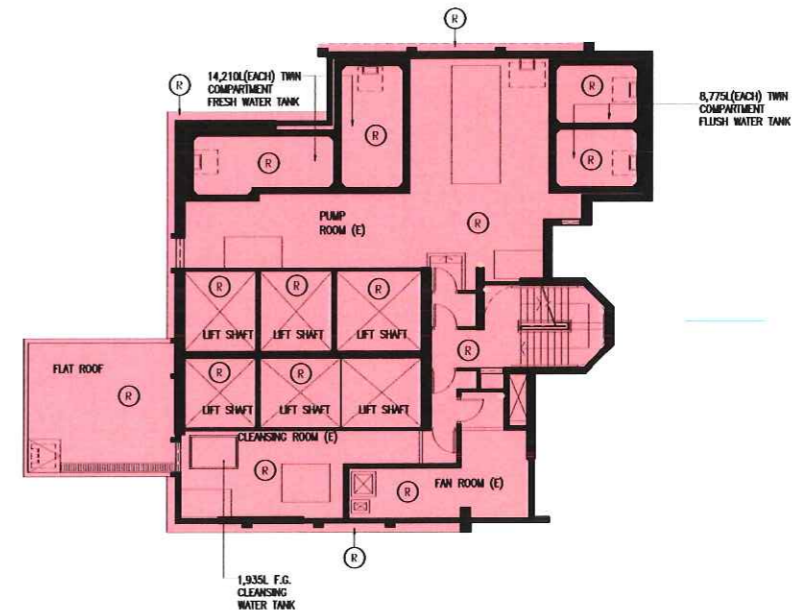 R
R
14,210L(EACH) TWIN
COMPARTMENT
FRESH WATER TANK
R
8,775L(EACH) TWIN
COMPARTMENT
FLUSH WATER TANK
R
R
R
PUMP
ROOM (E)
R
R
R
R
LIFT SHAFT
LIFT SHAFT
LIFT SHAFT
R
FLAT ROOF
R
R
R
LIFT SHAFT
LIFT SHAFT
LIFT SHAFT
CLEANSING ROOM (E)
R
FAN ROOM (E)
R
R
1,935L F.G.
CLEANSING
WATER TANK